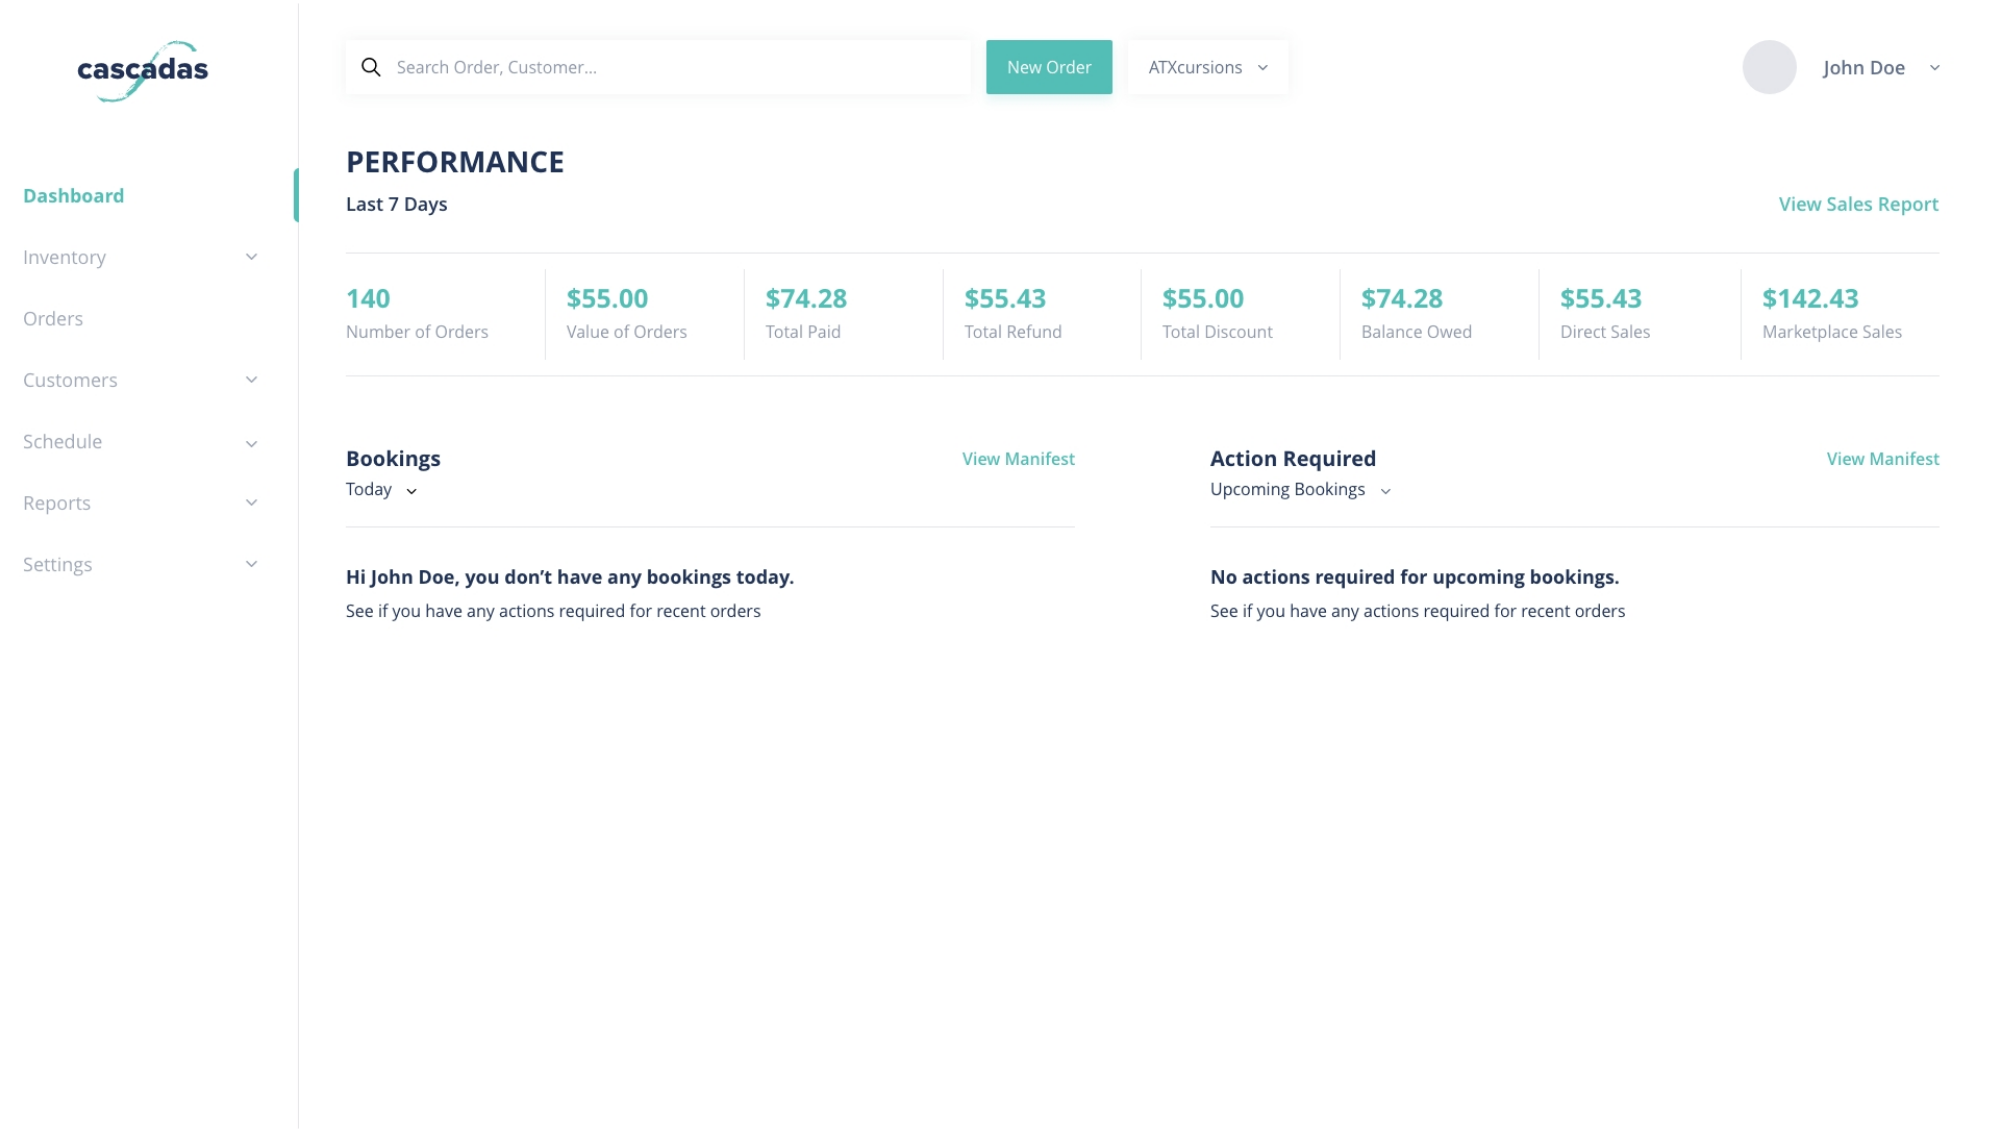 cascadas
Search Order, Customer...
New Order
ATXcursions
John Doe
Dashboard
Inventory
Orders
Customers
Schedule
Reports
Settings
PERFORMANCE
Last 7 Days
View Sales Report
140
Number of Orders
$55.00
Value of Orders
$74.28
Total Paid
$55.43
Total Refund
$55.00
Total Discount
$74.28
Balance Owed
$55.43
Direct Sales
$142.43
Marketplace Sales
Bookings
View Manifest
Today
Hi John Doe, you don’t have any bookings today.
See if you have any actions required for recent orders
Action Required
View Manifest
Upcoming Bookings
No actions required for upcoming bookings.
See if you have any actions required for recent orders